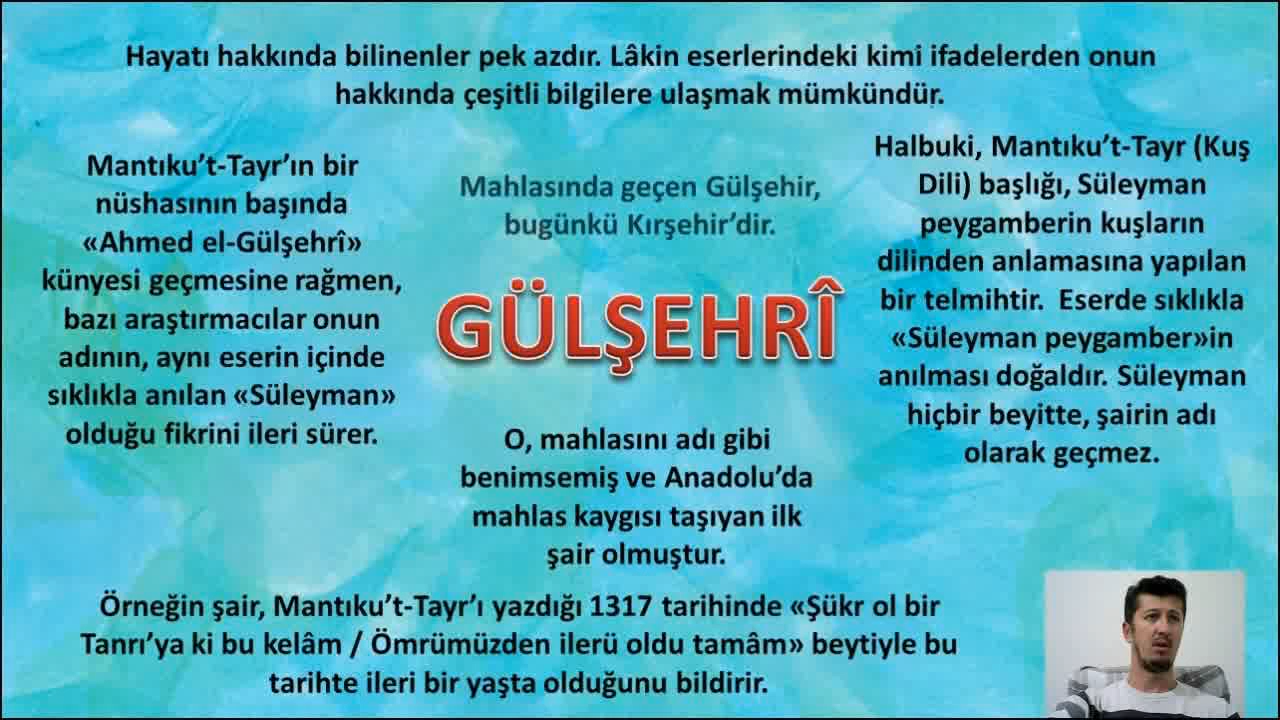 Hayatı hakkında bilinenler pek azdır. Lâkin eserlerindeki kimi ifadelerden onun
hakkında çeşitli bilgilere ulaşmak mümkündür.
Mantıku’t-Tayr’ın bir
nüshasının başında
«Ahmed el-Gülşehrî»
künyesi geçmesine rağmen,
bazı araştırmacılar onun
adının, aynı eserin içinde
sıklıkla anılan «Süleyman»
olduğu fikrini ileri sürer.
Mahlasında geçen Gülşehir,
bugünkü Kırşehir’dir.
GÜLŞEHRÎ
O, mahlasını adı gibi
benimsemiş ve Anadolu’da
mahlas kaygısı taşıyan ilk
şair olmuştur.
Halbuki, Mantıku’t-Tayr (Kuş
Dili) başlığı, Süleyman
peygamberin kuşların
dilinden anlamasına yapılan
bir telmihtir. Eserde sıklıkla
«Süleyman peygamber»in
anılması doğaldır. Süleyman
hiçbir beyitte, şairin adı
olarak geçmez.
Örneğin şair, Mantıku’t-Tayr’ı yazdığı 1317 tarihinde «Şükr ol bir
Tanrı’ya ki bu kelâm / Ömrümüzden ilerü oldu tamâm» beytiyle bu
tarihte ileri bir yaşta olduğunu bildirir.